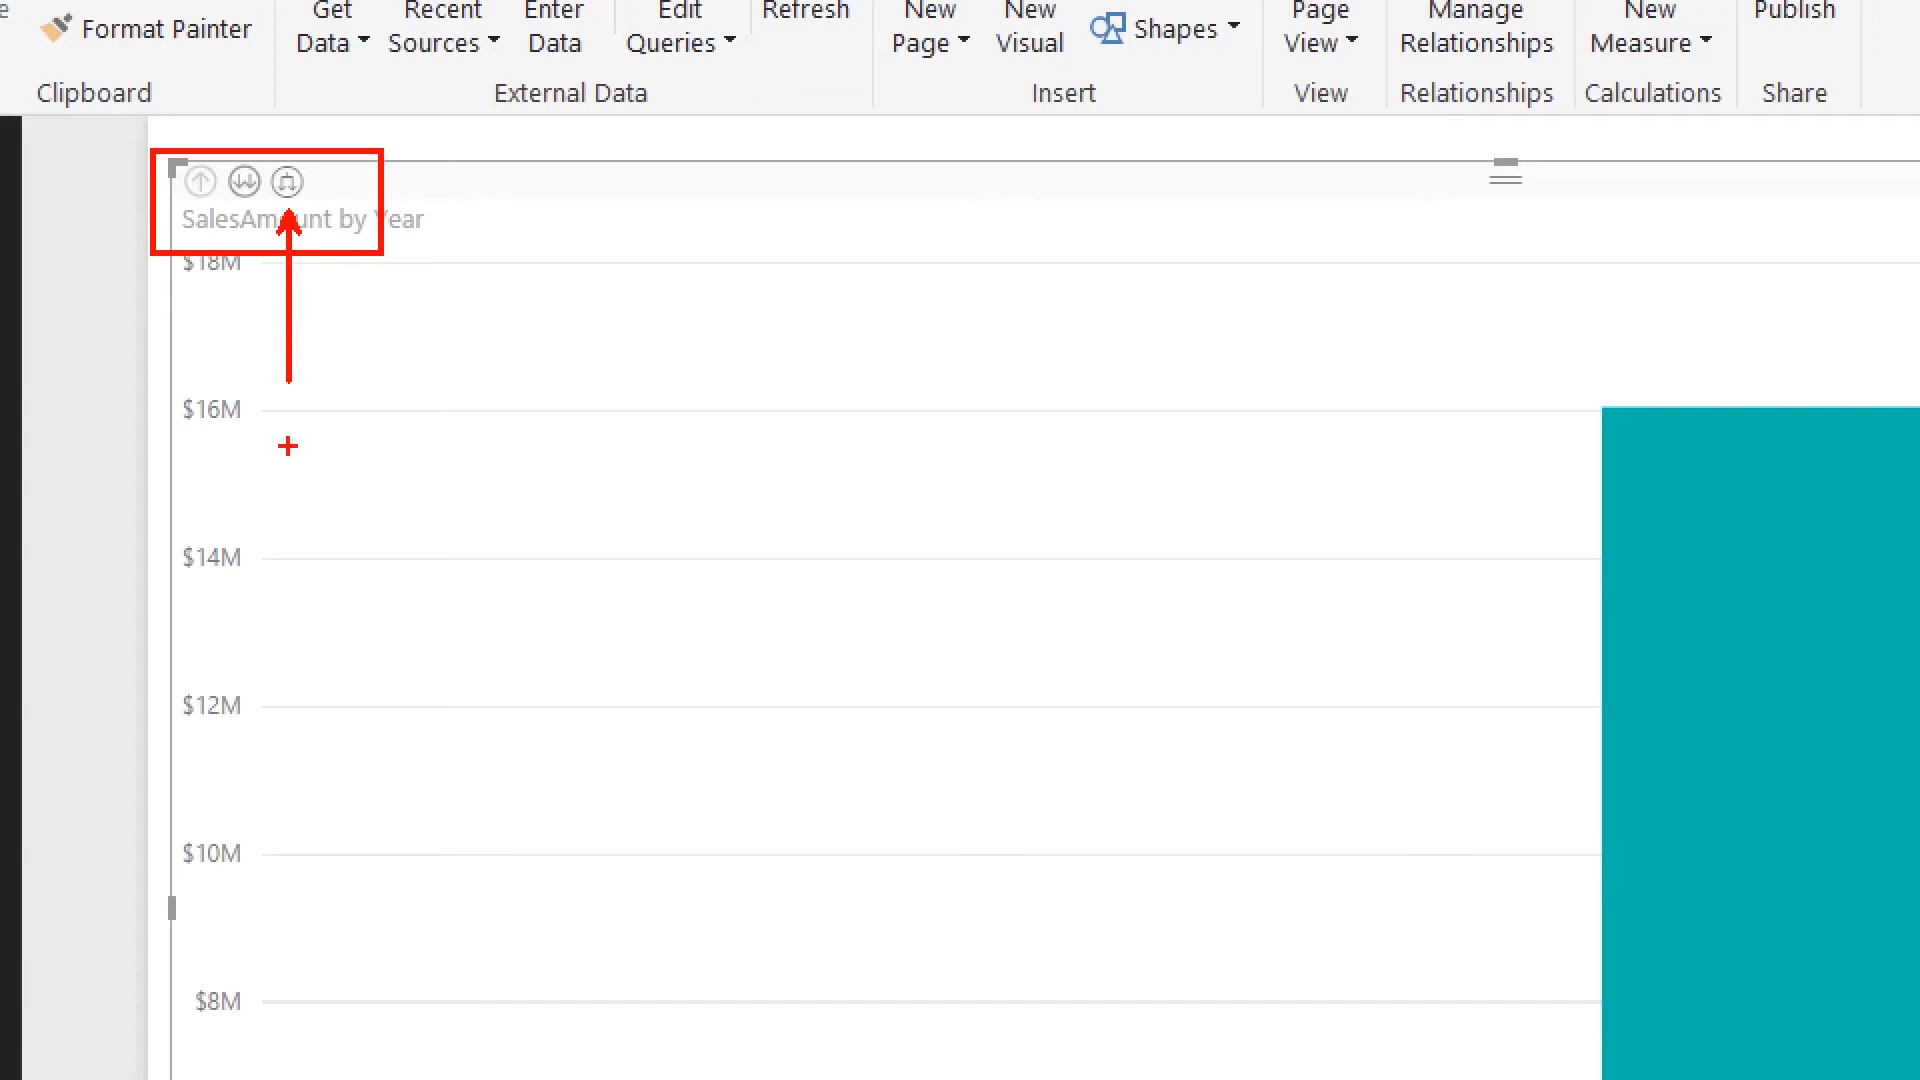 Format Painter
Clipboard
Get Data
Recent Sources
Enter Data
Edit Queries
Refresh
External Data
New Page
New Visual
Shapes
Insert
Page View
View
Manage Relationships
Relationships
New Measure
Calculations
Publish
Share
SalesAmount by Year
$18M
$16M
$14M
$12M
$10M
$8M